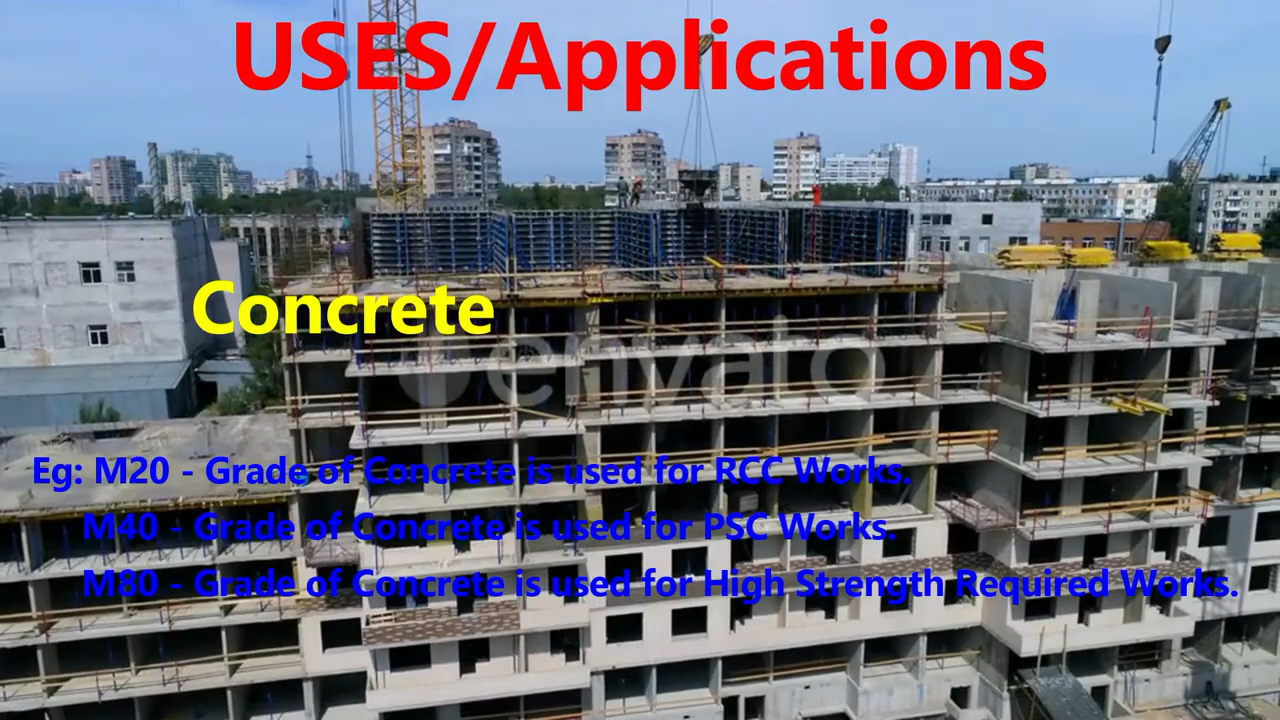 USES/Applications
Concrete
envato
Eg: M20 - Grade of Concrete is used for RCC Works.
M40 - Grade of Concrete is used for PSC Works.
M80 - Grade of Concrete is used for High Strength Required Works.